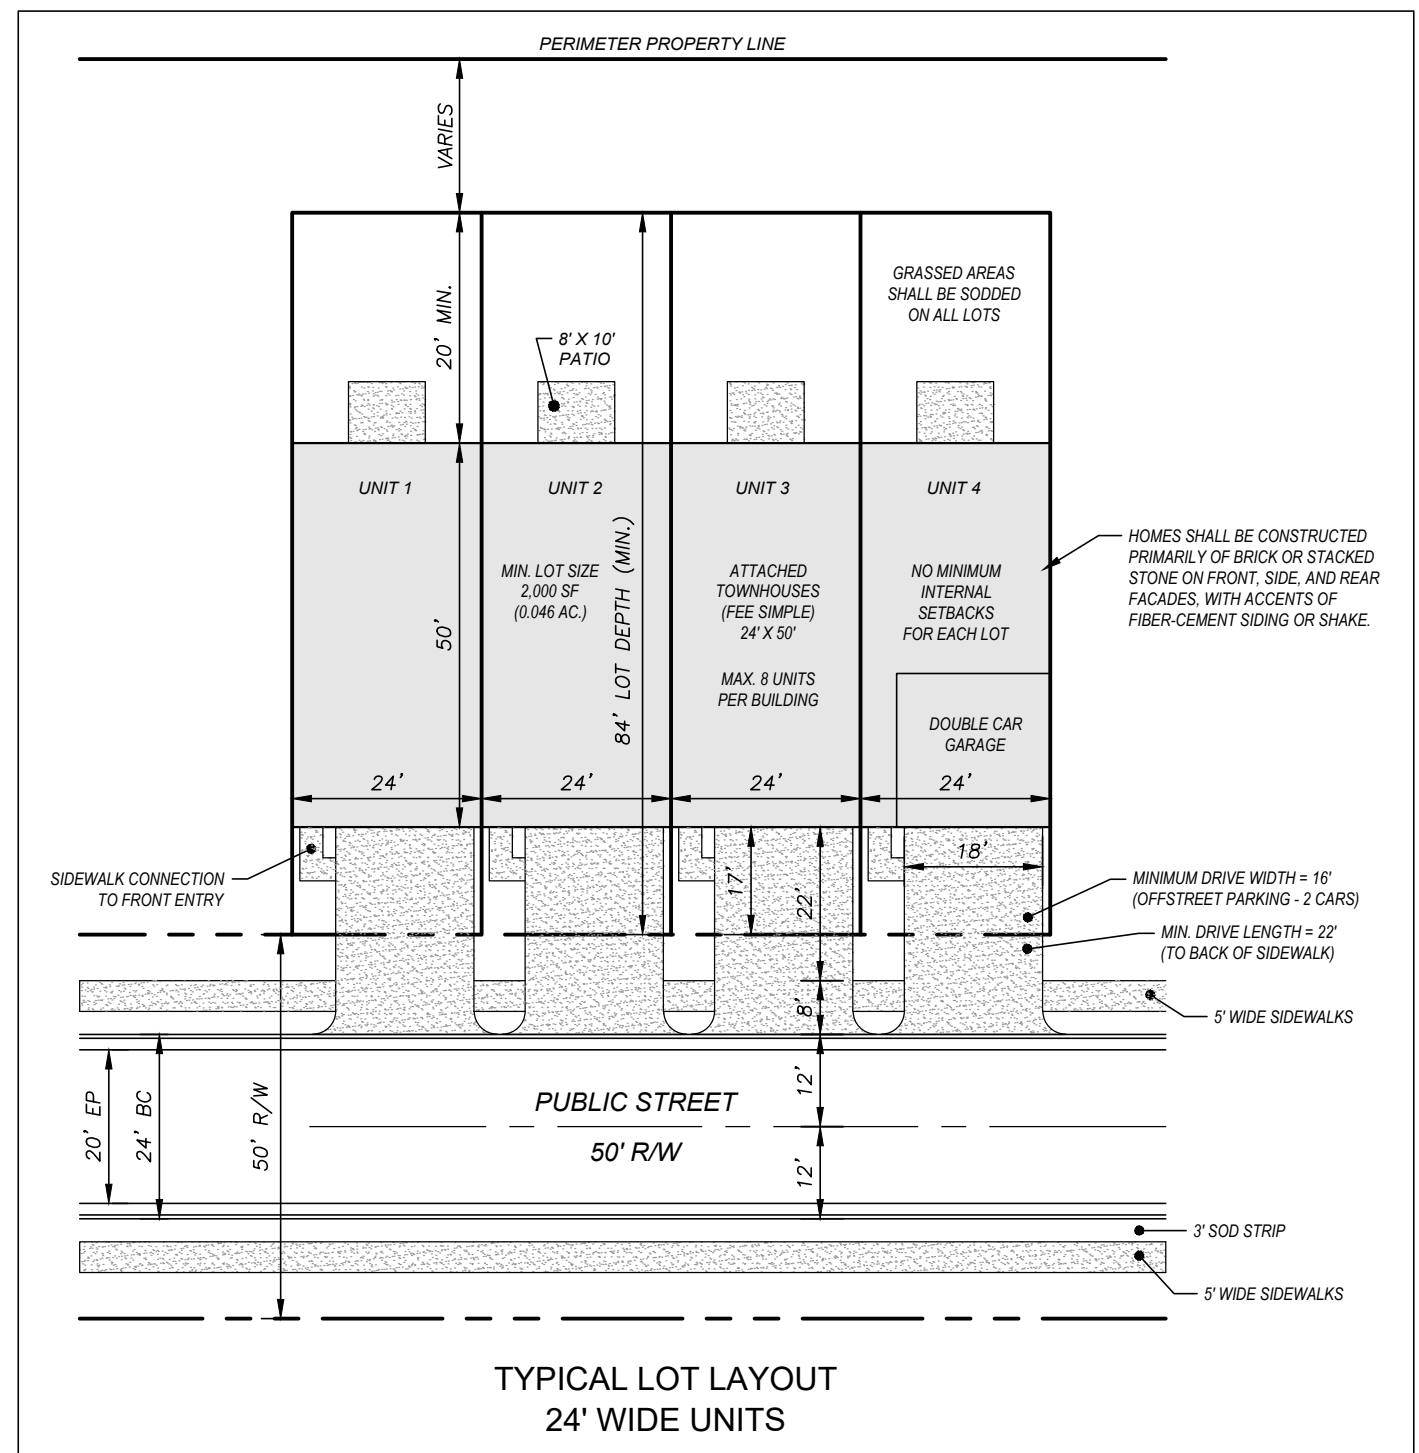 PERIMETER PROPERTY LINE
VARIES
20' MIN.
GRASSED AREAS
SHALL BE SODDED
ON ALL LOTS
8' X 10'
PATIO
UNIT 1
UNIT 2
UNIT 3
UNIT 4
50'
MIN. LOT SIZE
2,000 SF
(0.046 AC.)
84' LOT DEPTH (MIN.)
ATTACHED
TOWNHOUSES
(FEE SIMPLE)
24' X 50'
MAX. 8 UNITS
PER BUILDING
NO MINIMUM
INTERNAL
SETBACKS
FOR EACH LOT
HOMES SHALL BE CONSTRUCTED
PRIMARILY OF BRICK OR STACKED
STONE ON FRONT, SIDE, AND REAR
FACADES, WITH ACCENTS OF
FIBER-CEMENT SIDING OR SHAKE.
DOUBLE CAR
GARAGE
24'
24'
24'
24'
SIDEWALK CONNECTION
TO FRONT ENTRY
17'
22'
18'
MINIMUM DRIVE WIDTH = 16'
(OFFSTREET PARKING - 2 CARS)
MIN. DRIVE LENGTH = 22'
(TO BACK OF SIDEWALK)
8'
5' WIDE SIDEWALKS
20' EP
24' BC
50' R/W
PUBLIC STREET
50' R/W
12'
12'
3' SOD STRIP
5' WIDE SIDEWALKS
TYPICAL LOT LAYOUT
24' WIDE UNITS